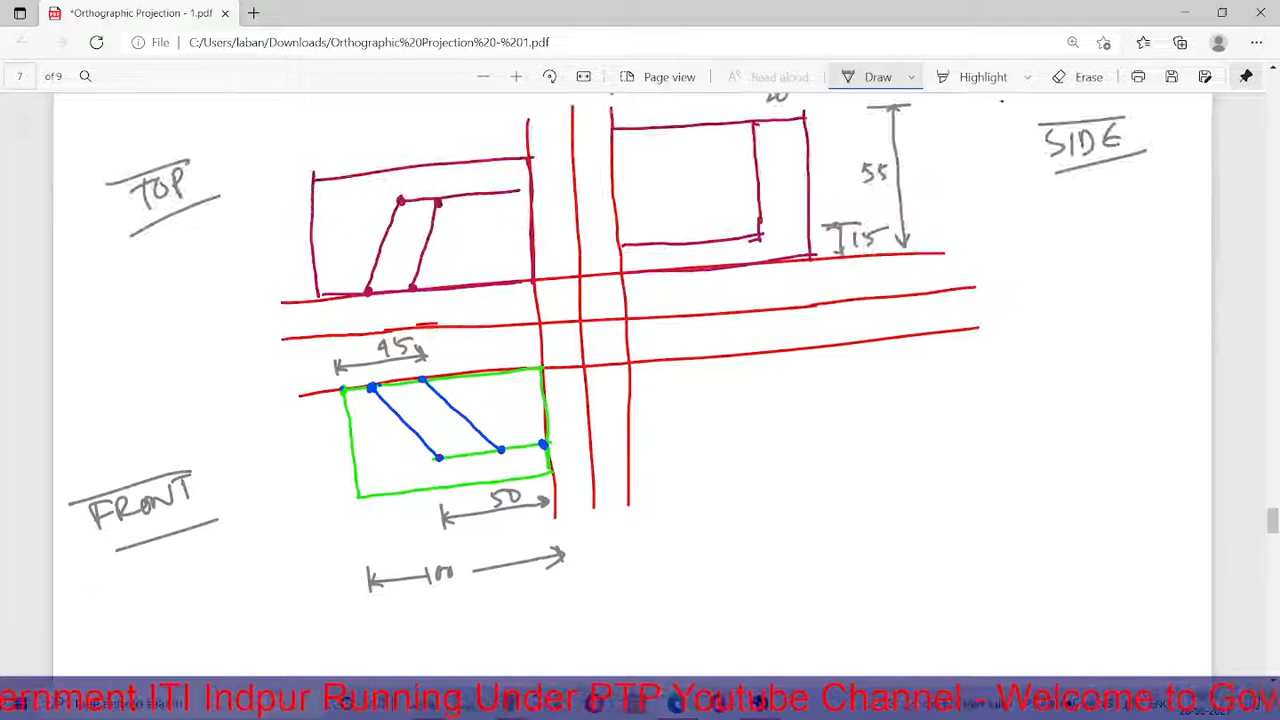 *Orthographic Projection - 1.pdf
File
C:/Users/laban/Downloads/Orthographic%20Projection%20-%201.pdf
7
of 9
Page view
Read aloud
Draw
Highlight
Erase
TOP
SIDE
55
15
45
FRONT
50
100
ernment ITI Indpur Running Under PTP Youtube Channel - Welcome to Gov